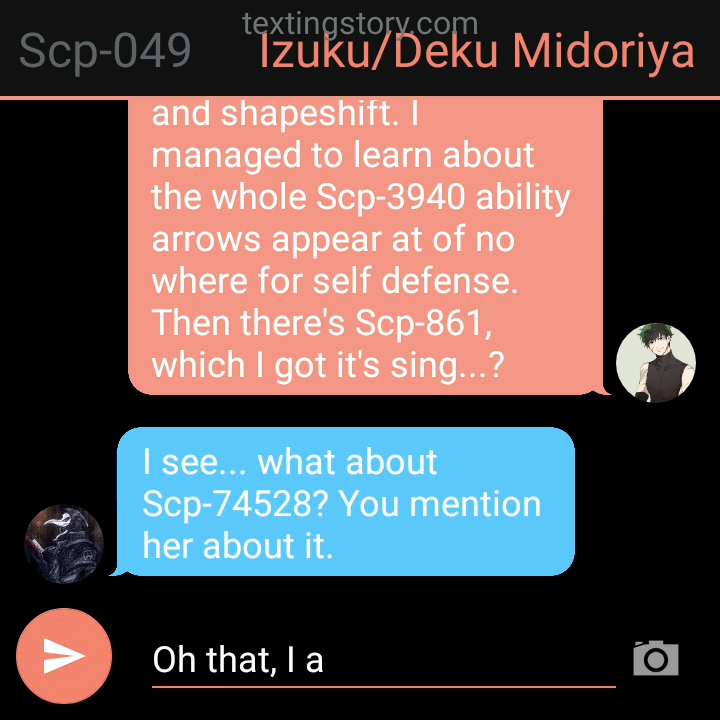 textingstory.com
Scp-049 Izuku/Deku Midoriya
and shapeshift. I
managed to learn about
the whole Scp-3940 ability
arrows appear at of no
where for self defense.
Then there's Scp-861,
which I got it's sing...?
I see... what about
Scp-74528? You mention
her about it.
Oh that, I a